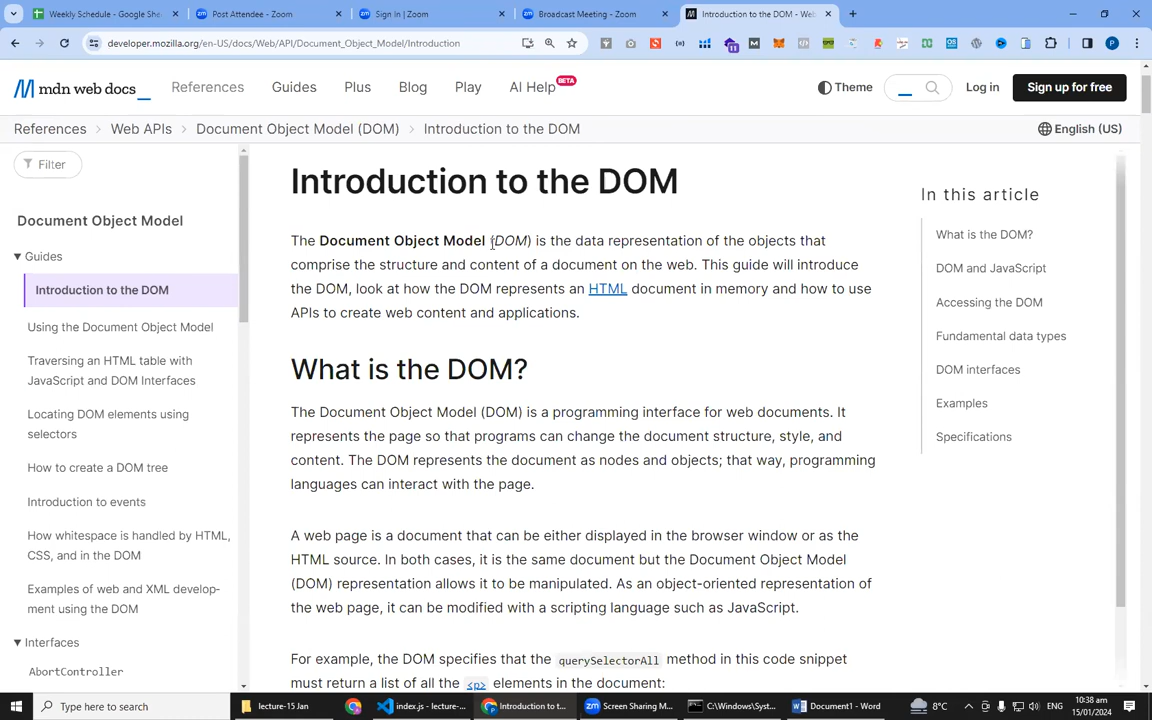 Weekly Schedule - Google She
Post Attendee - Zoom
Sign In | Zoom
Broadcast Meeting - Zoom
Introduction to the DOM - Web
developer.mozilla.org/en-US/docs/Web/API/Document_Object_Model/Introduction
mdn web docs
References
Guides
Plus
Blog
Play
AI Help BETA
Theme
Log in
Sign up for free
References > Web APIs > Document Object Model (DOM) > Introduction to the DOM
English (US)
Filter
Document Object Model
Guides
Introduction to the DOM
Using the Document Object Model
Traversing an HTML table with
JavaScript and DOM Interfaces
Locating DOM elements using
selectors
How to create a DOM tree
Introduction to events
How whitespace is handled by HTML,
CSS, and in the DOM
Examples of web and XML develop-
ment using the DOM
Interfaces
AbortController
Introduction to the DOM
The Document Object Model (DOM) is the data representation of the objects that
comprise the structure and content of a document on the web. This guide will introduce
the DOM, look at how the DOM represents an HTML document in memory and how to use
APIs to create web content and applications.
What is the DOM?
The Document Object Model (DOM) is a programming interface for web documents. It
represents the page so that programs can change the document structure, style, and
content. The DOM represents the document as nodes and objects; that way, programming
languages can interact with the page.
A web page is a document that can be either displayed in the browser window or as the
HTML source. In both cases, it is the same document but the Document Object Model
(DOM) representation allows it to be manipulated. As an object-oriented representation of
the web page, it can be modified with a scripting language such as JavaScript.
For example, the DOM specifies that the querySelectorAll method in this code snippet
must return a list of all the <p> elements in the document:
In this article
What is the DOM?
DOM and JavaScript
Accessing the DOM
Fundamental data types
DOM interfaces
Examples
Specifications
Type here to search
lecture-15 Jan
index.js - lecture-...
Introduction to t...
Screen Sharing M...
C:\Windows\Syst...
Document1 - Word
8°C
ENG
10:38 am
15/01/2024